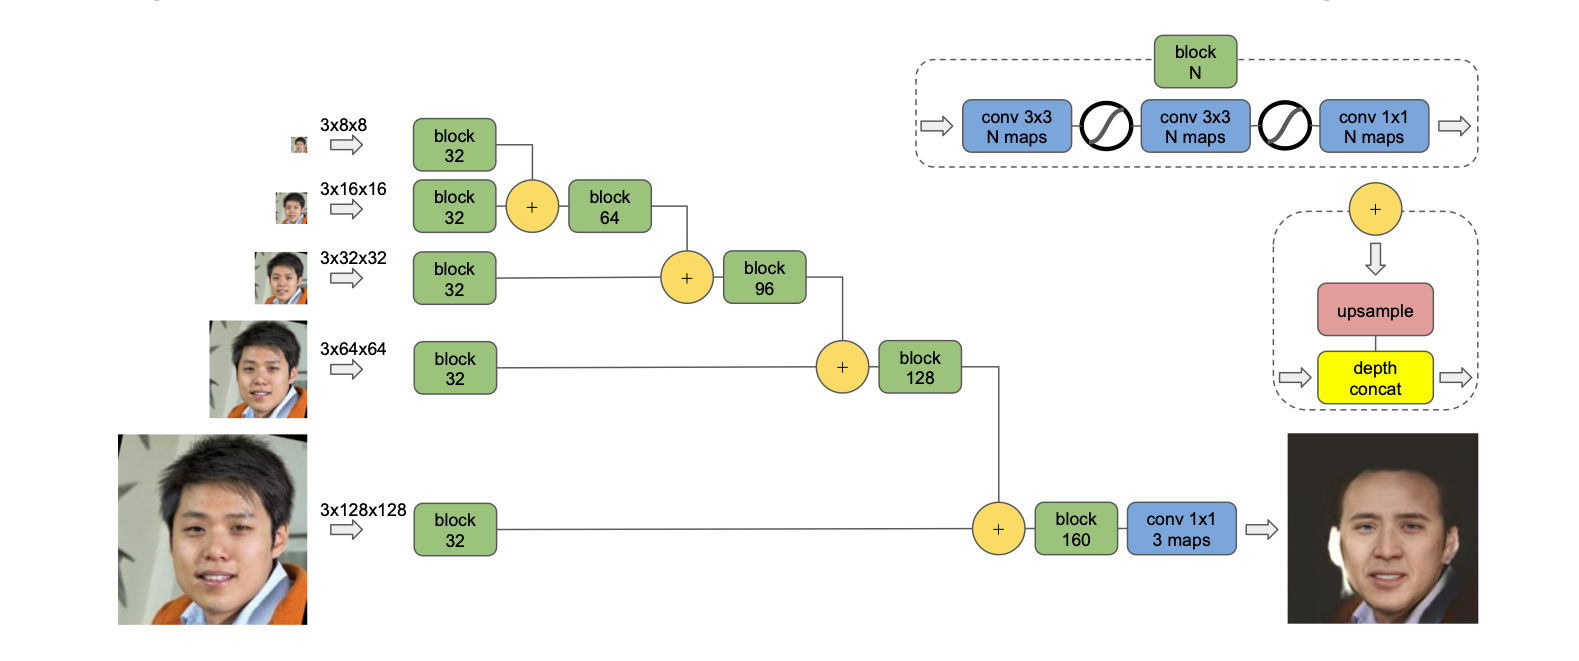 block
N
conv 3x3
N maps
conv 3x3
N maps
conv 1x1
N maps
3x8x8
block
32
3x16x16
block
32
+
block
64
+
3x32x32
block
32
+
block
96
upsample
3x64x64
block
32
+
block
128
depth
concat
3x128x128
block
32
+
block
160
conv 1x1
3 maps